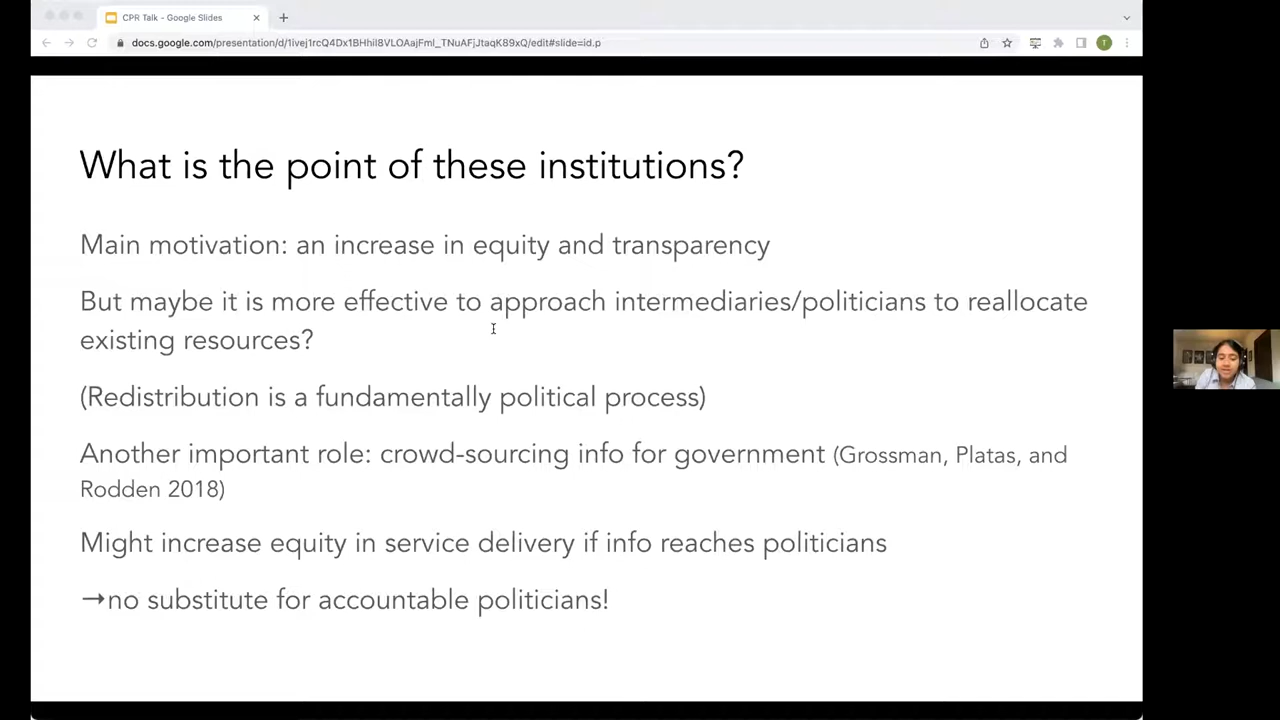 CPR Talk - Google Slides
docs.google.com/presentation/d/1ivej1rcQ4Dx1BHhil8VLOAajFml_TNuAFjJtaqK89xQ/edit#slide=id.p
T
What is the point of these institutions?
Main motivation: an increase in equity and transparency
But maybe it is more effective to approach intermediaries/politicians to reallocate
existing resources?
(Redistribution is a fundamentally political process)
Another important role: crowd-sourcing info for government (Grossman, Platas, and
Rodden 2018)
Might increase equity in service delivery if info reaches politicians
→no substitute for accountable politicians!